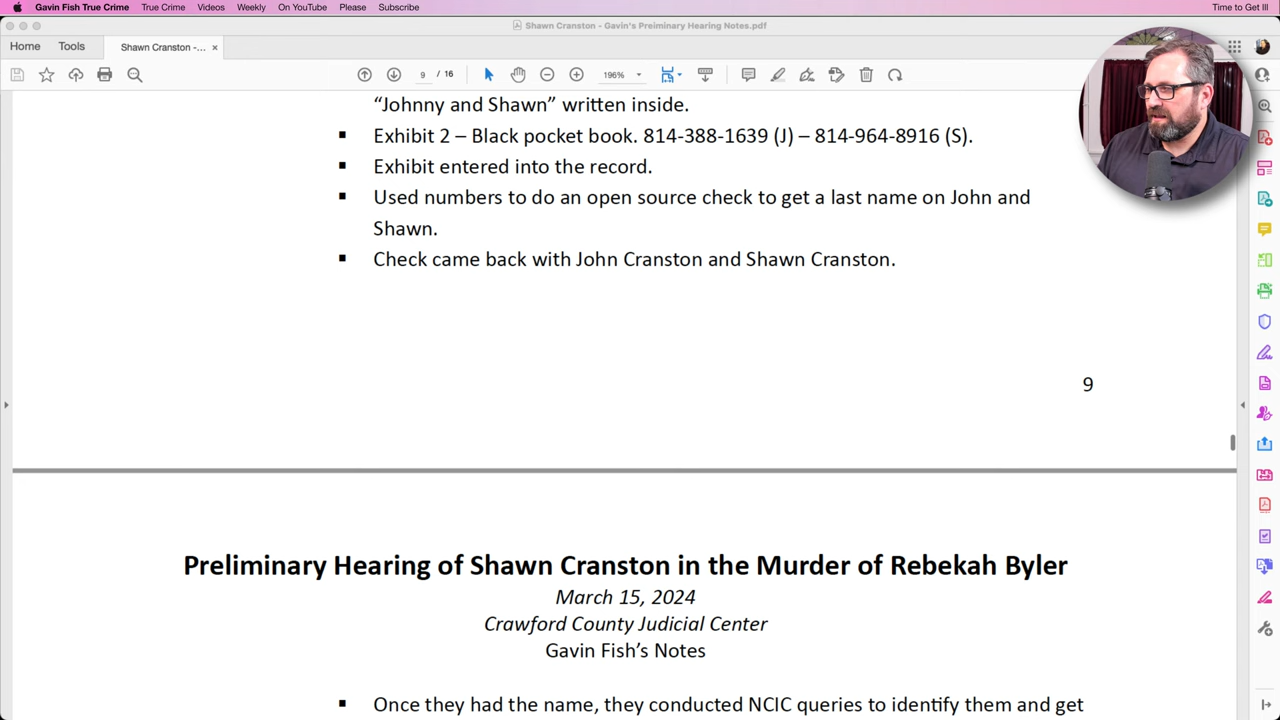 Gavin Fish True Crime True Crime Videos Weekly On YouTube Please Subscribe Time to Get Ill
Shawn Cranston - Gavin's Preiminary Hearing Notes.pdf
Home Tools Shawn Cranston -... ×
9 / 16 196%
“Johnny and Shawn” written inside.
▪ Exhibit 2 – Black pocket book. 814-388-1639 (J) – 814-964-8916 (S).
▪ Exhibit entered into the record.
▪ Used numbers to do an open source check to get a last name on John and
Shawn.
▪ Check came back with John Cranston and Shawn Cranston.
9
Preliminary Hearing of Shawn Cranston in the Murder of Rebekah Byler
March 15, 2024
Crawford County Judicial Center
Gavin Fish’s Notes
▪ Once they had the name, they conducted NCIC queries to identify them and get